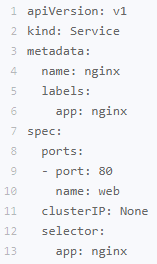 1 apiVersion: v1
2 kind: Service
3 metadata:
4   name: nginx
5   labels:
6     app: nginx
7 spec:
8   ports:
9   - port: 80
10     name: web
11   clusterIP: None
12   selector:
13     app: nginx